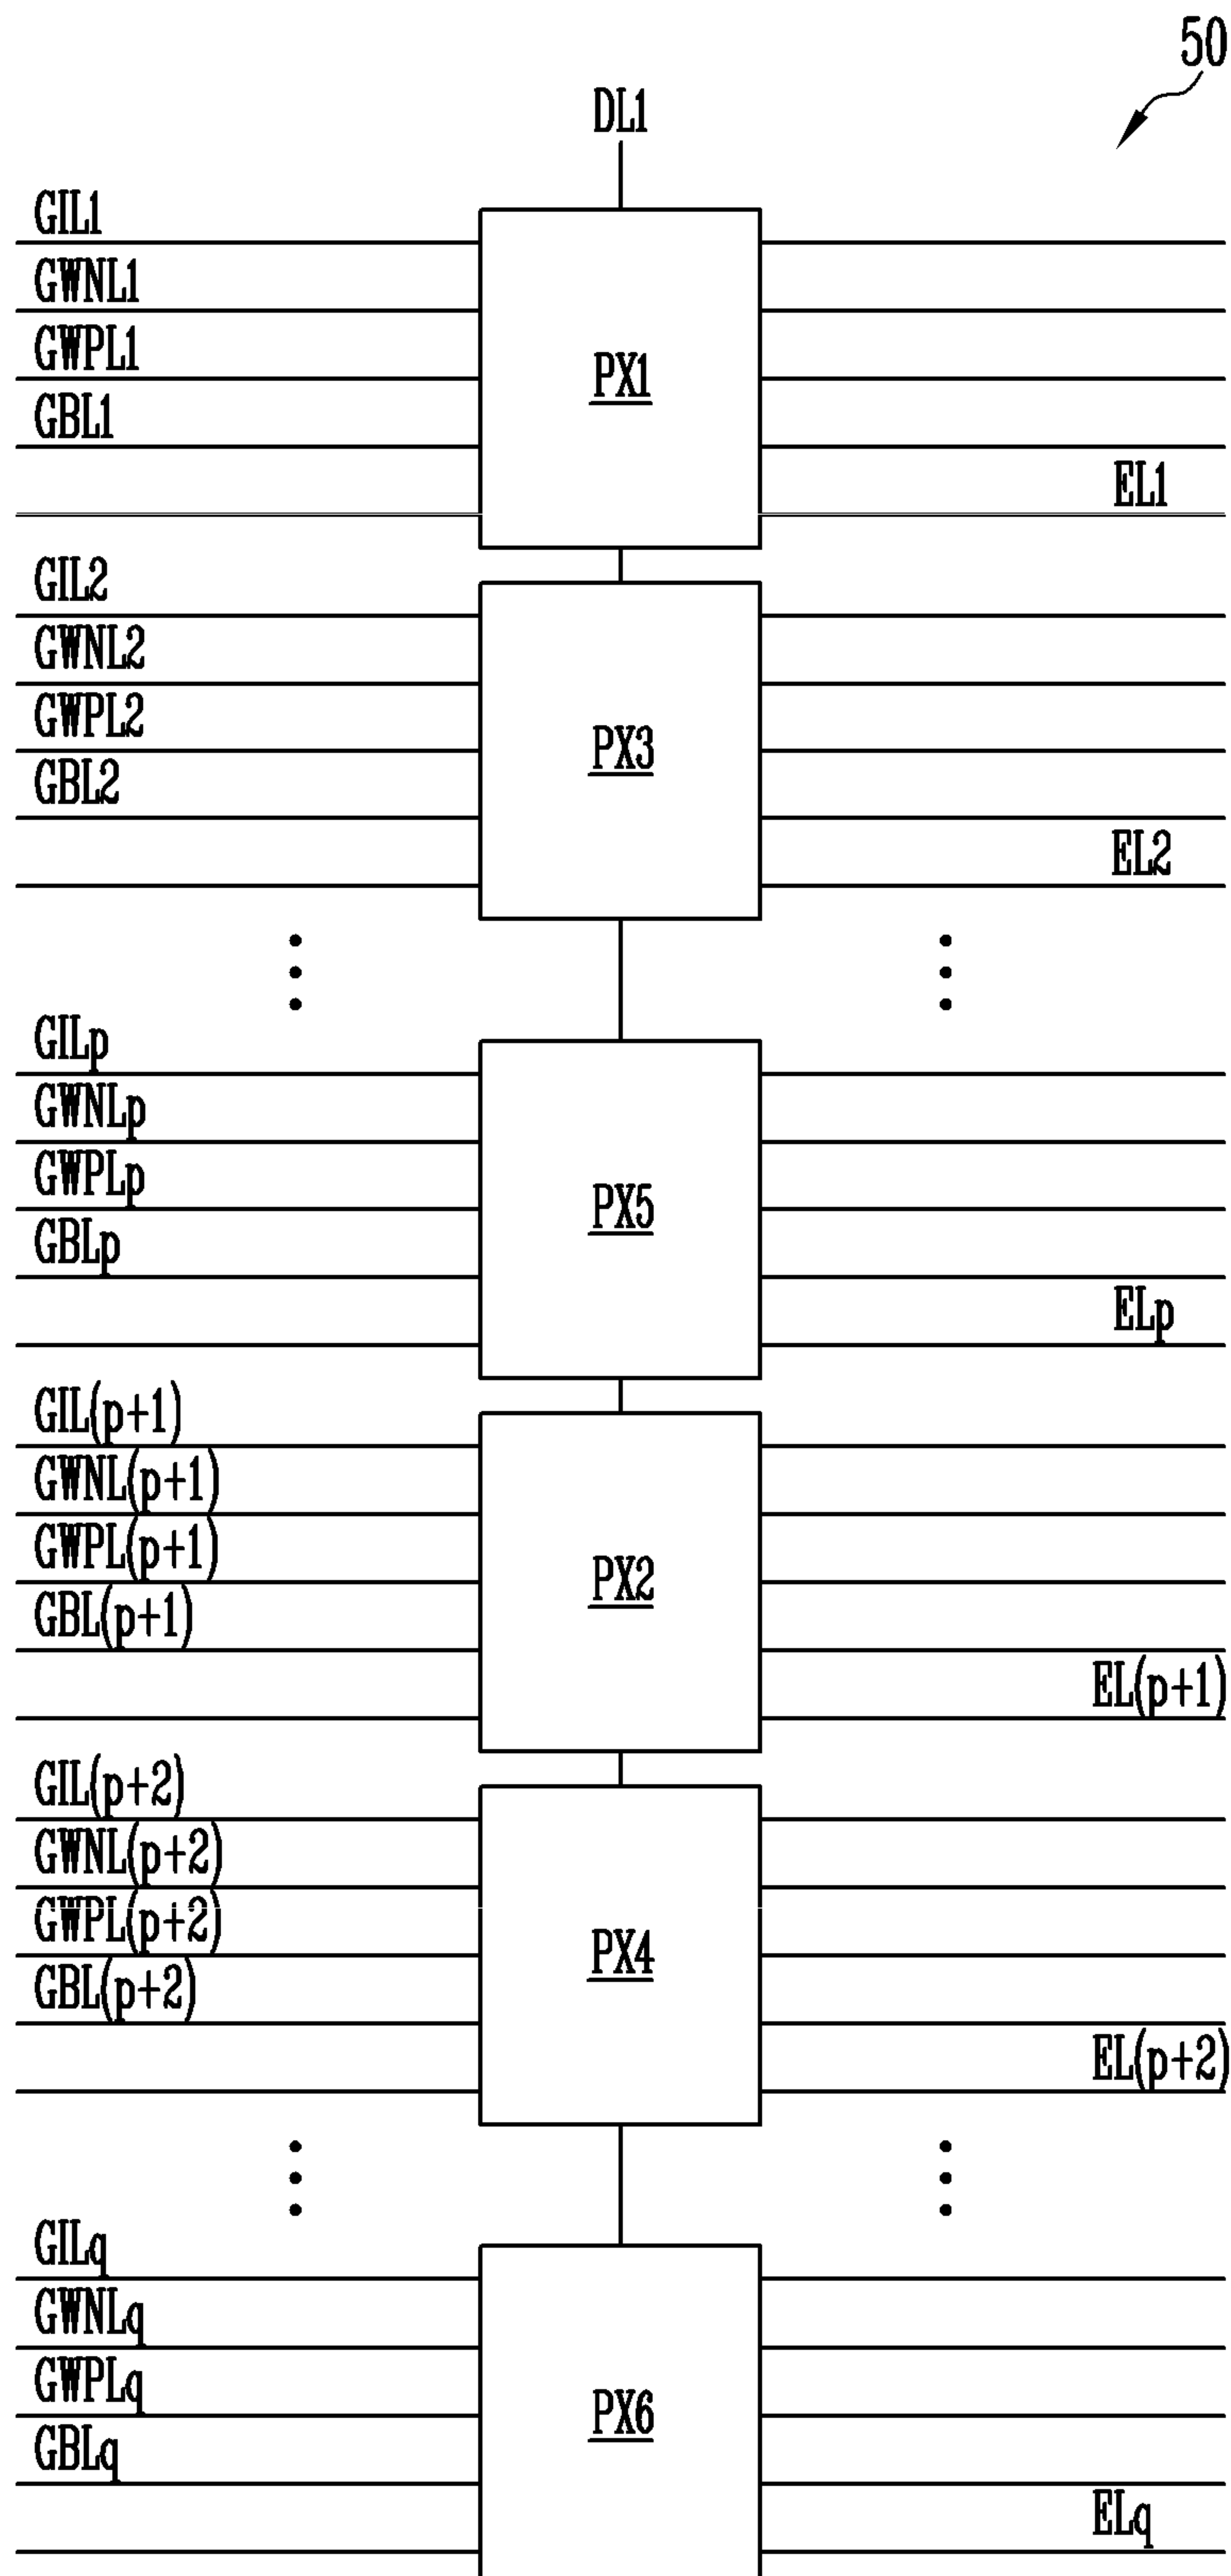 50
DL1
GIL1
GWNL1
GWPL1
PX1
GBL1
EL1
GIL2
GWNL2
GWPL2
PX3
GBL2
EL2
GILp
GWNLp
GWPLp
PX5
GBLp
ELp
GIL(p+1)
GWNL(p+1)
GWPL(p+1)
PX2
GBL(p+1)
EL(p+1)
GIL(p+2)
GWNL(p+2)
GWPL(p+2)
PX4
GBL(p+2)
EL(p+2)
GILq
GWNLq
GWPLq
PX6
GBLq
ELq